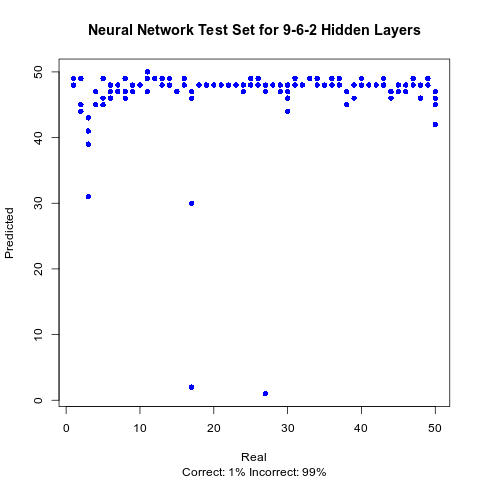 Neural Network Test Set for 9-6-2 Hidden Layers
Predicted
50
40
30
20
10
0
0 10 20 30 40 50
Real
Correct: 1% Incorrect: 99%